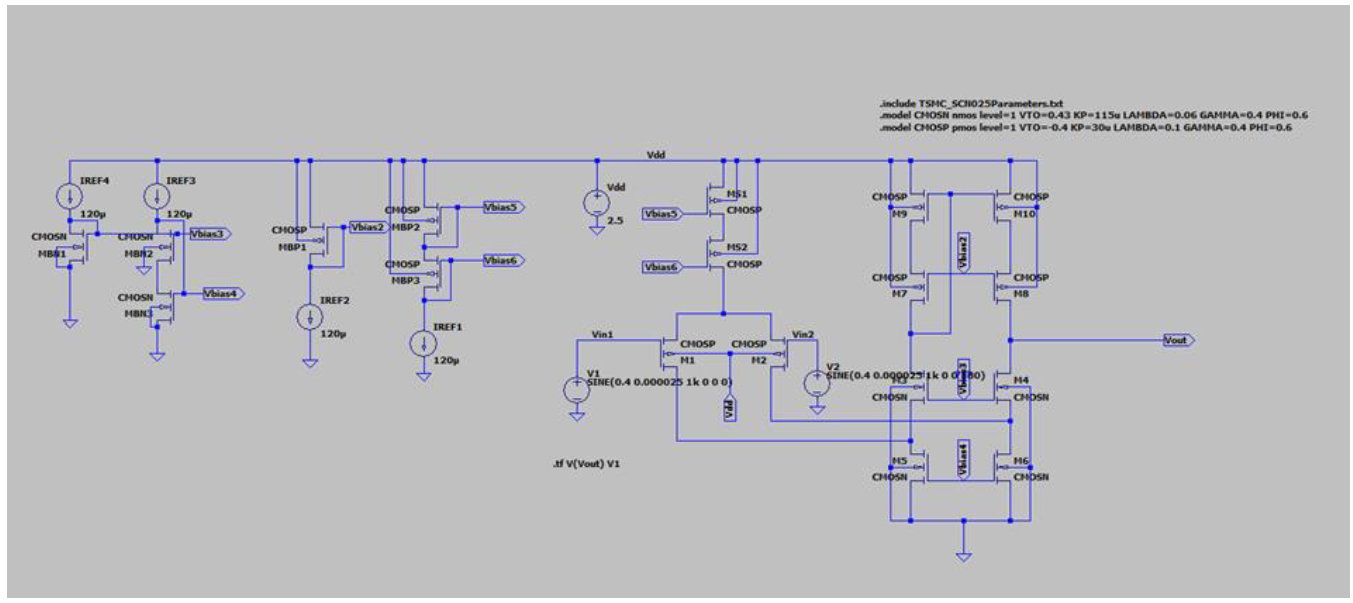 .include TSMC_SCN025Parameters.txt
.model CMOSN nmos level=1 VTO=0.43 KP=115u LAMBDA=0.06 GAMMA=0.4 PHI=0.6
.model CMOSP pmos level=1 VTO=-0.4 KP=30u LAMBDA=0.1 GAMMA=0.4 PHI=0.6
Vdd
IREF4
120µ
IREF3
120µ
CMOSN
MBN1
CMOSN
MBN2
Vbias3
CMOSN
MBN3
Vbias4
CMOSP
MBP1
Vbias2
IREF2
120µ
CMOSP
MBP2
Vbias5
CMOSP
MBP3
Vbias6
IREF1
120µ
Vdd
2.5
MS1
CMOSP
Vbias5
MS2
CMOSP
Vbias6
Vin1
CMOSP
M1
CMOSP
M2
Vin2
V1
SINE(0.4 0.000025 1k 0 0 0)
V2
SINE(0.4 0.000025 1k 0 0 180)
Vdd
.tf V(Vout) V1
CMOSP
M9
CMOSP
M10
Vbias2
CMOSP
M7
CMOSP
M8
Vout
M3
CMOSN
Vbias3
M4
CMOSN
M5
CMOSN
Vbias4
M6
CMOSN